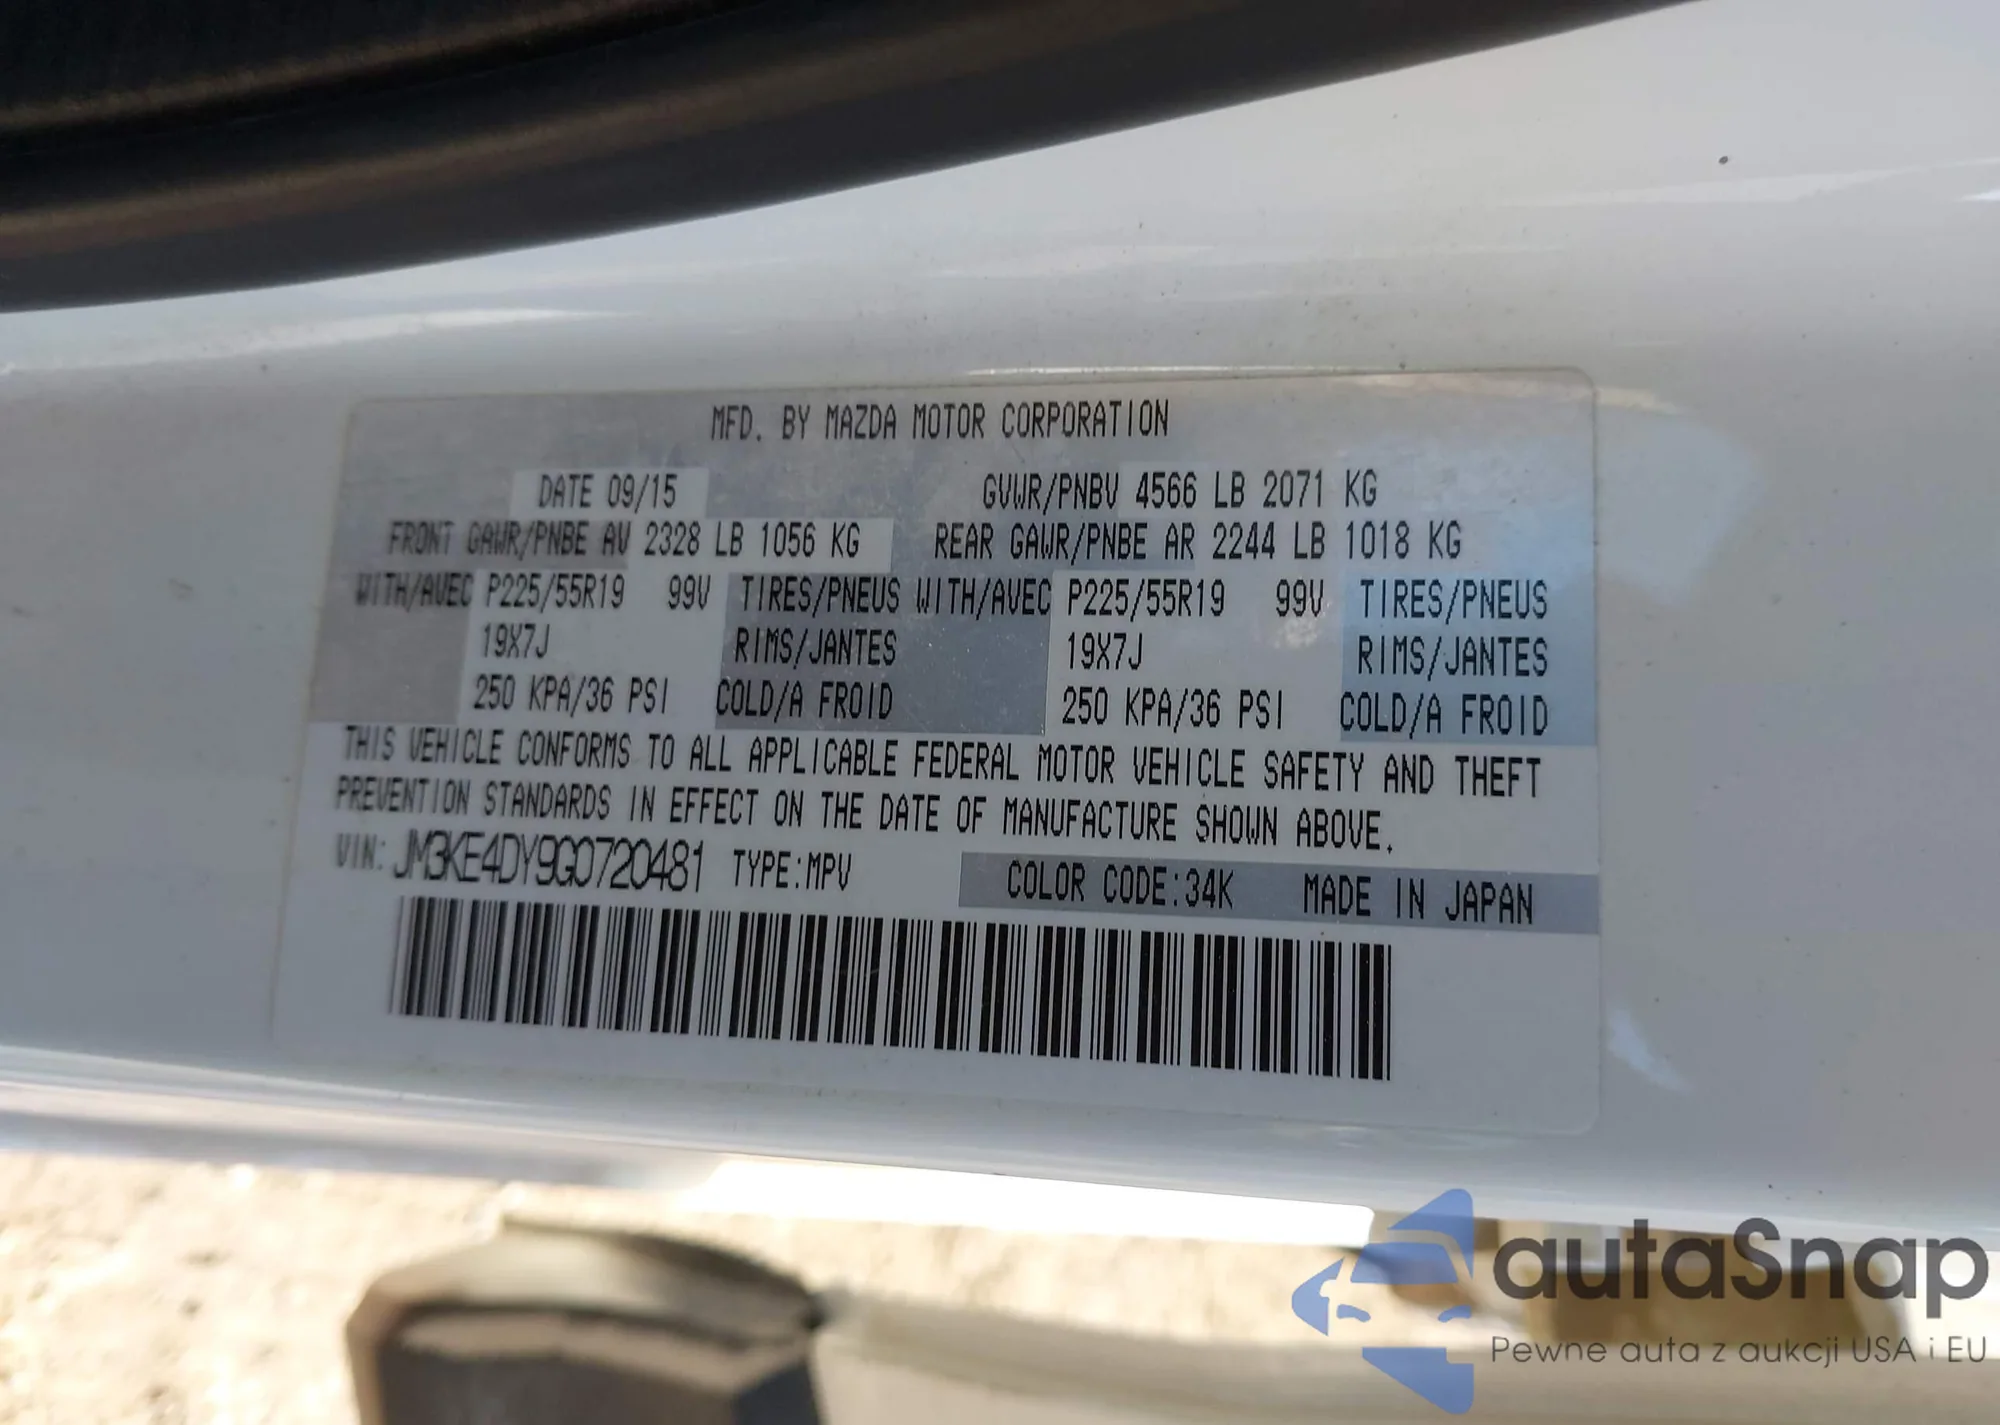 MFD. BY MAZDA MOTOR CORPORATION
DATE 09/15 GVWR/PNBV 4566 LB 2071 KG
FRONT GAWR/PNBE AV 2328 LB 1056 KG REAR GAWR/PNBE AR 2244 LB 1018 KG
WITH/AVEC P225/55R19 99V TIRES/PNEUS WITH/AVEC P225/55R19 99V TIRES/PNEUS
19X7J RIMS/JANTES 19X7J RIMS/JANTES
250 KPA/36 PSI COLD/A FROID 250 KPA/36 PSI COLD/A FROID
THIS VEHICLE CONFORMS TO ALL APPLICABLE FEDERAL MOTOR VEHICLE SAFETY AND THEFT
PREVENTION STANDARDS IN EFFECT ON THE DATE OF MANUFACTURE SHOWN ABOVE.
VIN: JM3KE4DY9G0720481 TYPE:MPV COLOR CODE:34K MADE IN JAPAN
autaSnap
Pewne auta z aukcji USA i EU